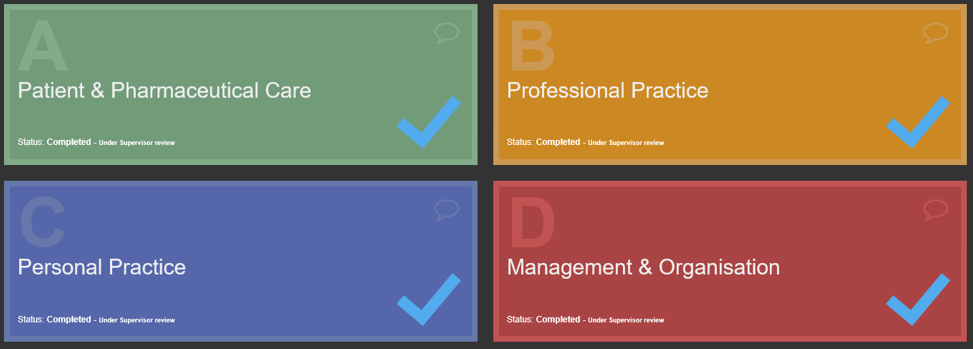 A
Patient & Pharmaceutical Care
Status: Completed - Under Supervisor review
B
Professional Practice
Status: Completed - Under Supervisor review
C
Personal Practice
Status: Completed - Under Supervisor review
D
Management & Organisation
Status: Completed - Under Supervisor review